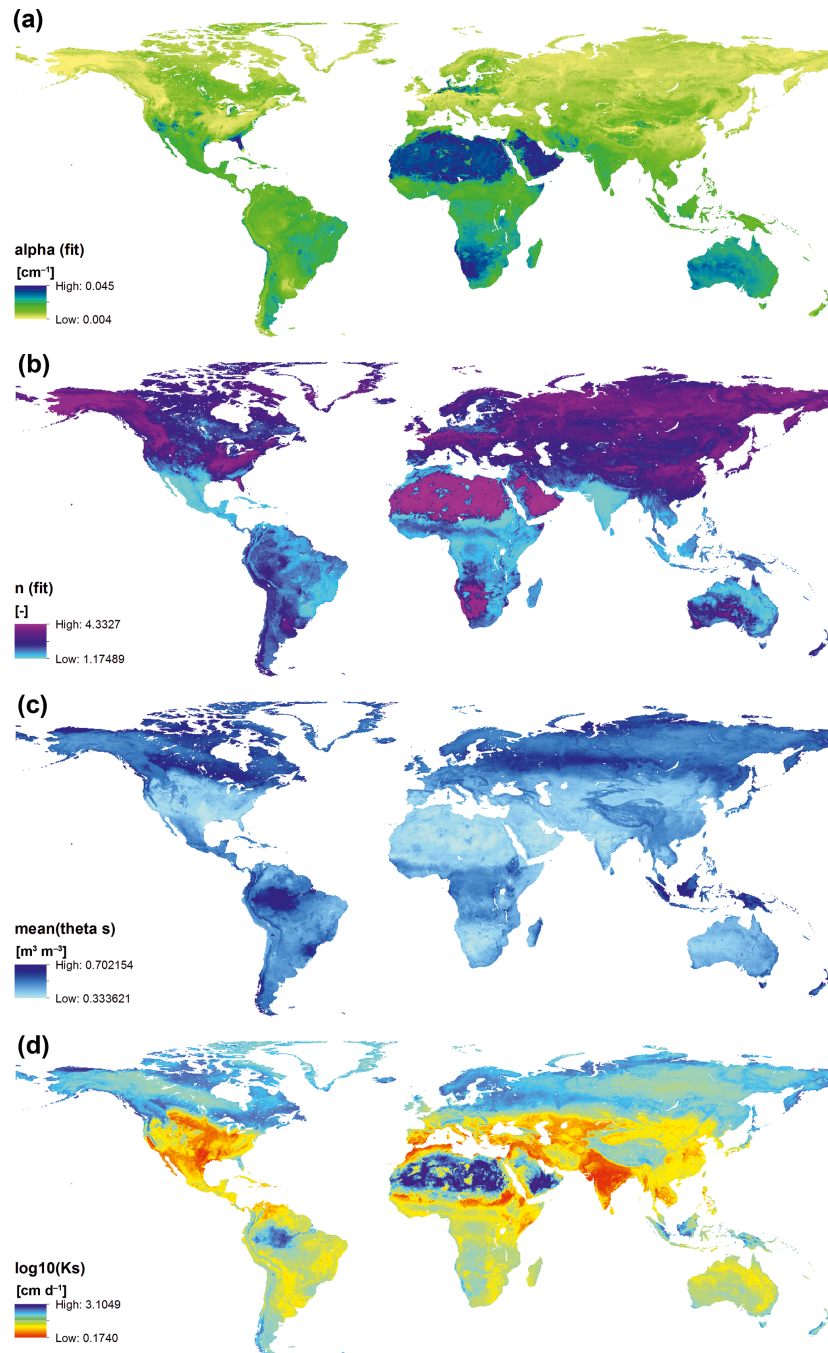 (a)
alpha (fit)
[cm⁻¹]
High: 0.045
Low: 0.004
(b)
n (fit)
[-]
High: 4.3327
Low: 1.17489
(c)
mean(theta s)
[m³ m⁻³]
High: 0.702154
Low: 0.333621
(d)
log10(Ks)
[cm d⁻¹]
High: 3.1049
Low: 0.1740